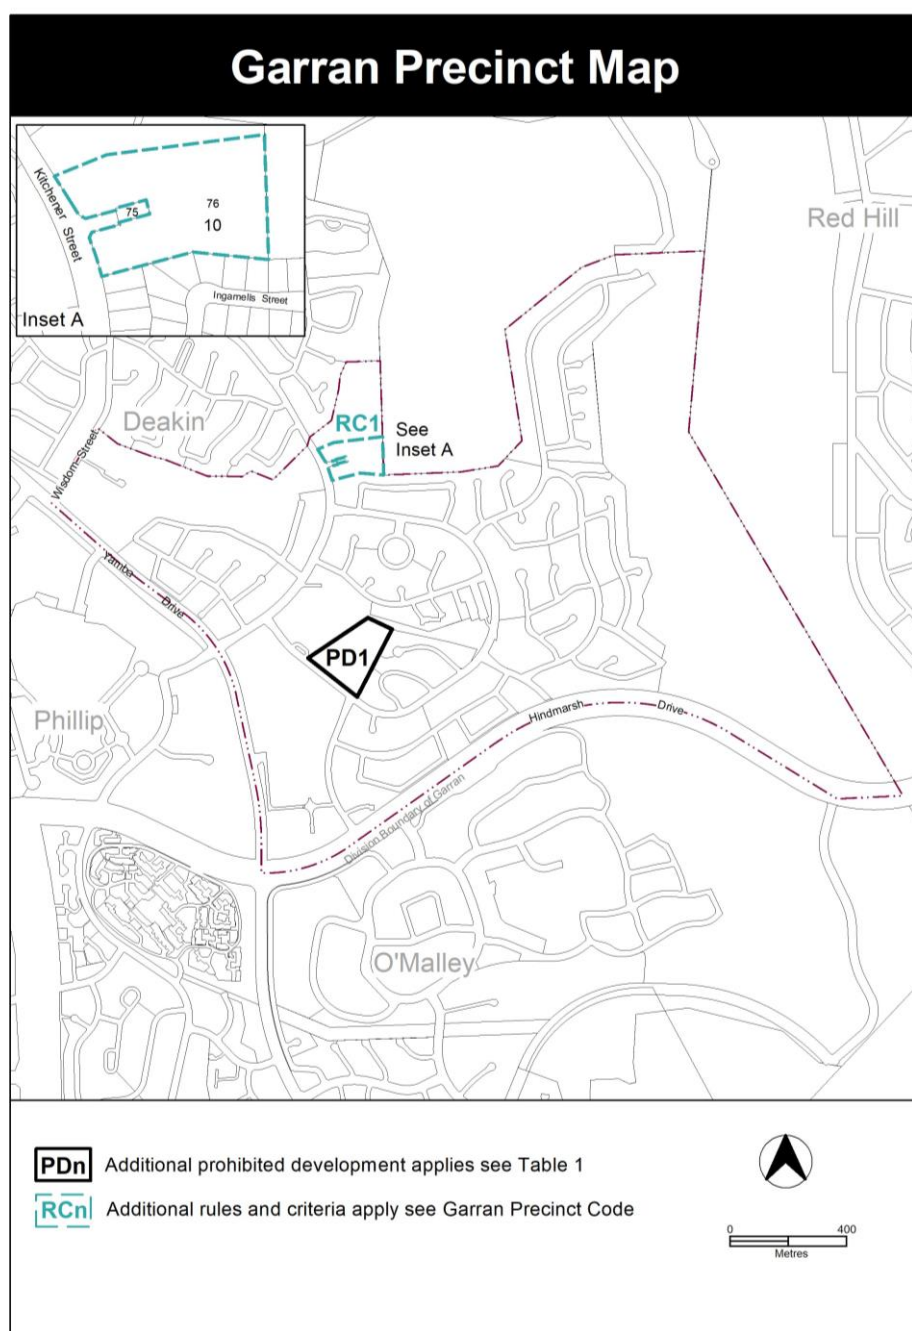 Garran Precinct Map
Kitchener Street
75
76
10
Ingamells Street
Inset A
Red Hill
Deakin
RC1
See
Inset A
Wisdom Street
Yamba Drive
PD1
Phillip
Hindmarsh Drive
Division Boundary of Garran
O'Malley
PDn Additional prohibited development applies see Table 1
RCn Additional rules and criteria apply see Garran Precinct Code
0 400
Metres